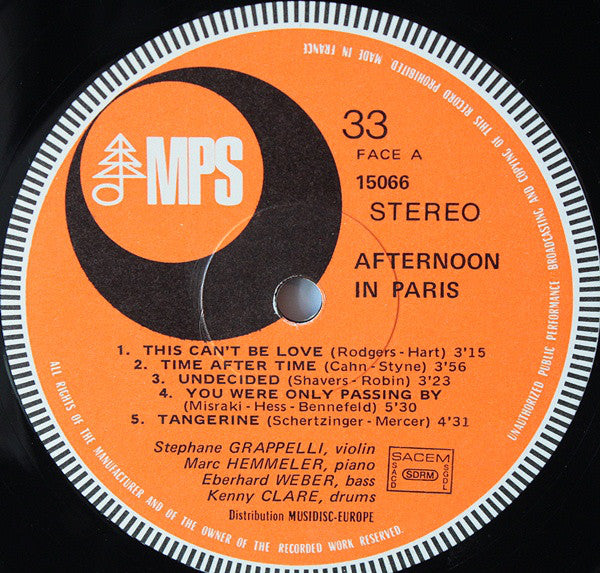 MPS
33
FACE A
15066
STEREO
AFTERNOON
IN PARIS
1. THIS CAN'T BE LOVE (Rodgers-Hart) 3'15
2. TIME AFTER TIME (Cahn-Styne) 3'56
3. UNDECIDED (Shavers-Robin) 3'23
4. YOU WERE ONLY PASSING BY
(Misraki-Hess-Bennefeld) 5'30
5. TANGERINE (Schertzinger-Mercer) 4'31
Stephane GRAPPELLI, violin
Marc HEMMELER, piano
Eberhard WEBER, bass
Kenny CLARE, drums
SACEM
SACD
SDRM
SGDL
Distribution MUSIDISC-EUROPE
ALL RIGHTS OF THE MANUFACTURER AND OF THE OWNER OF THE RECORDED WORK RESERVED.
UNAUTHORIZED PUBLIC PERFORMANCE BROADCASTING AND COPYING OF THIS RECORD PROHIBITED MADE IN FRANCE